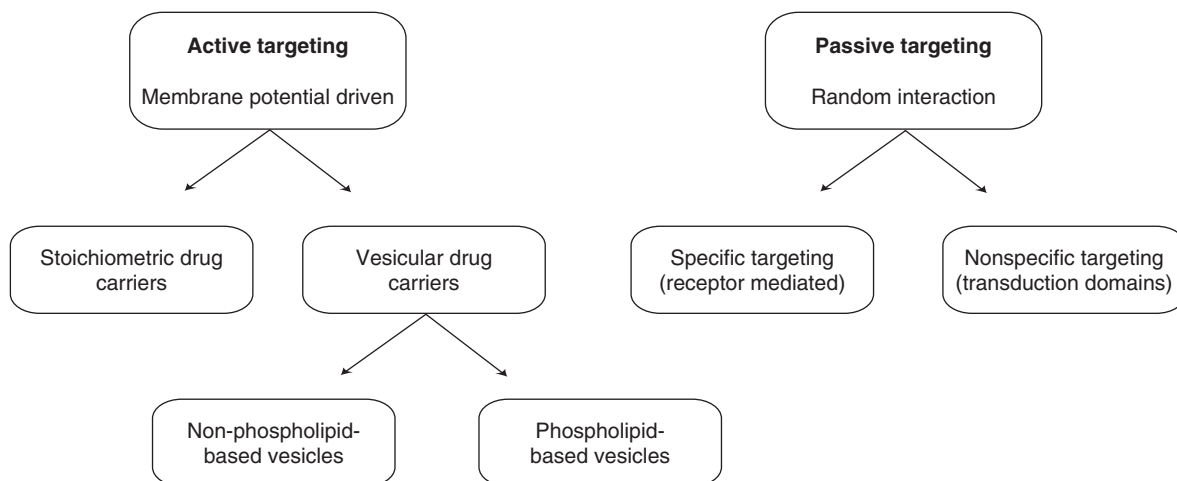 Active targeting
Membrane potential driven
Passive targeting
Random interaction
Stoichiometric drug
carriers
Vesicular drug
carriers
Specific targeting
(receptor mediated)
Nonspecific targeting
(transduction domains)
Non-phospholipid-
based vesicles
Phospholipid-
based vesicles